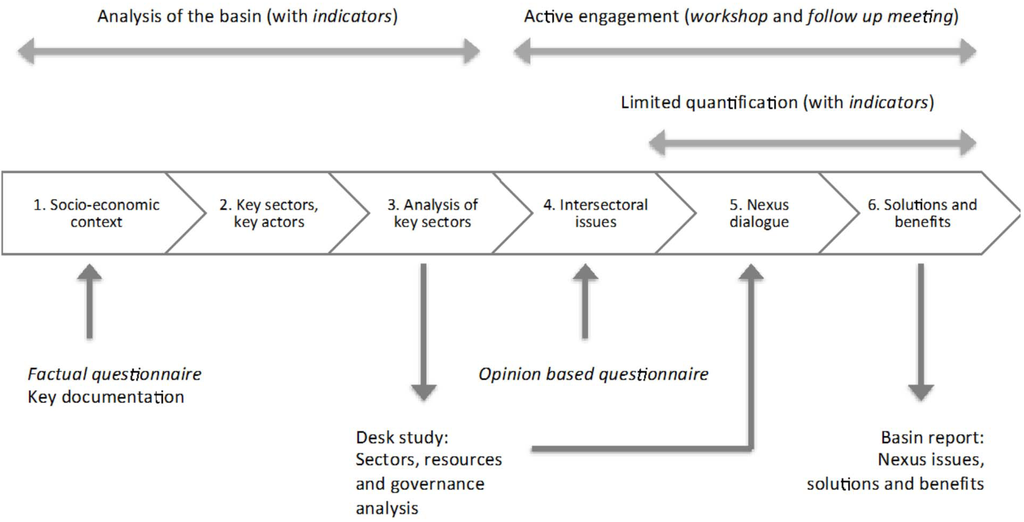 Analysis of the basin (with indicators)
Active engagement (workshop and follow up meeting)
Limited quantification (with indicators)
1. Socio-economic
context
2. Key sectors,
key actors
3. Analysis of
key sectors
4. Intersectoral
issues
5. Nexus
dialogue
6. Solutions and
benefits
Factual questionnaire
Key documentation
Opinion based questionnaire
Desk study:
Sectors, resources
and governance
analysis
Basin report:
Nexus issues,
solutions and benefits